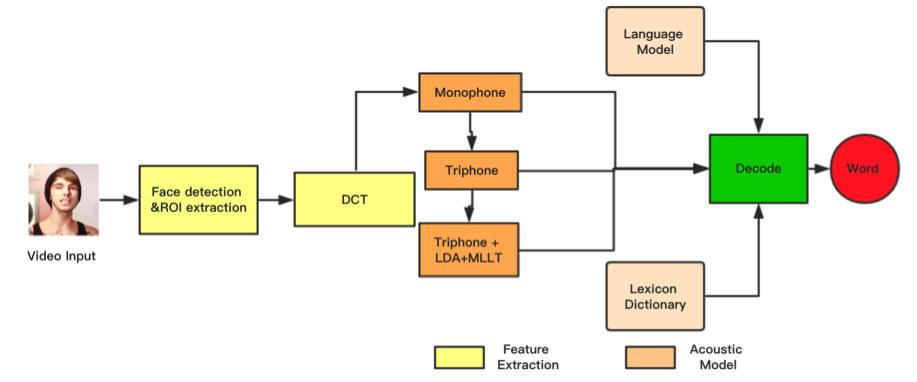 Language
Model
Monophone
Triphone
Triphone +
LDA+MLLT
Face detection
&ROI extraction
DCT
Decode
Word
Video Input
Lexicon
Dictionary
Feature
Extraction
Acoustic
Model